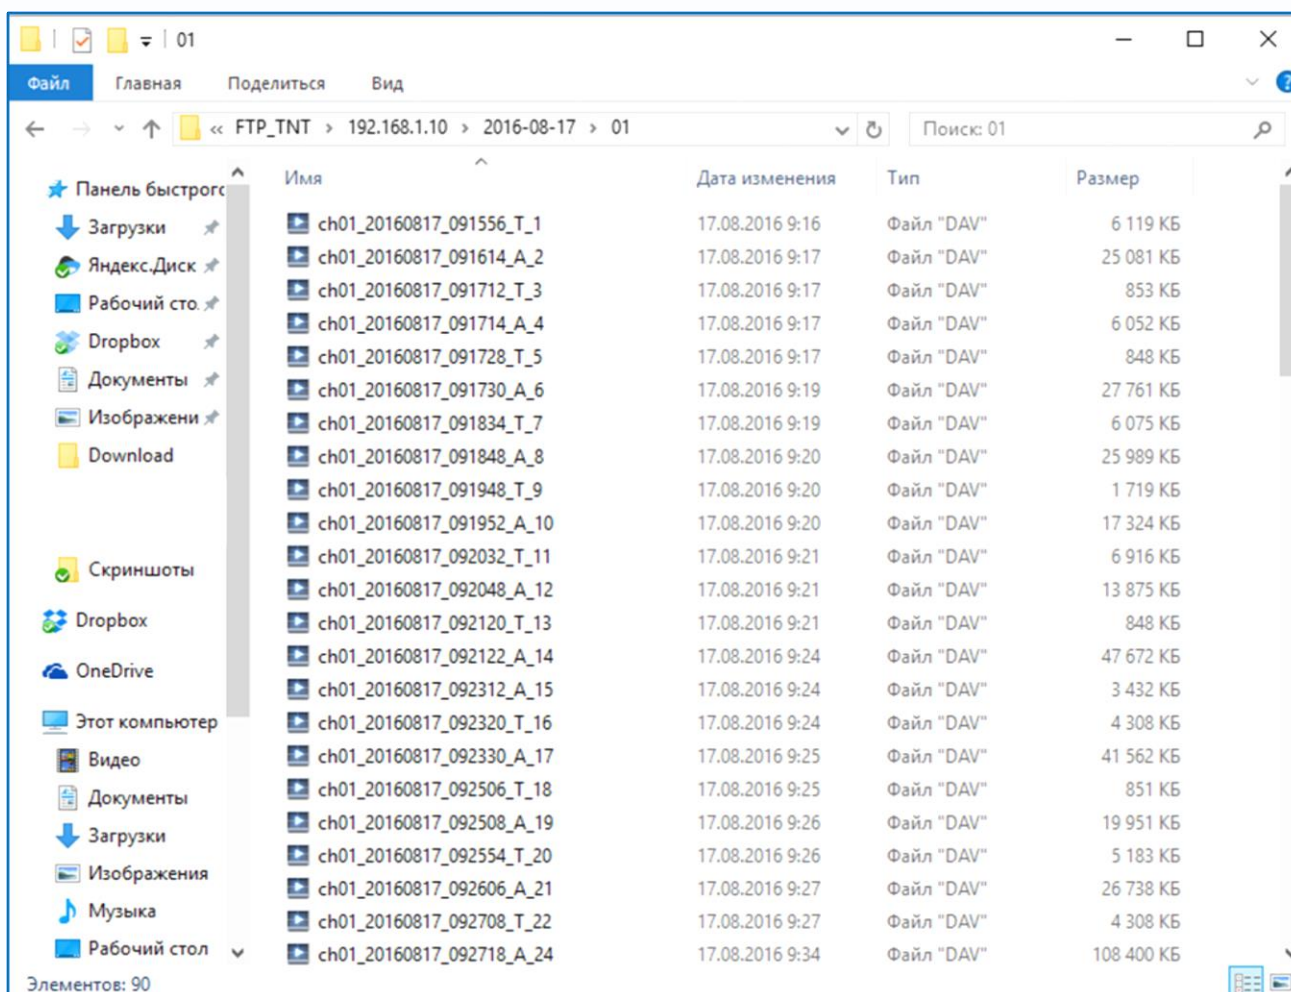 01
Файл Главная Поделиться Вид
« FTP_TNT › 192.168.1.10 › 2016-08-17 › 01 Поиск: 01
Панель быстрого
Загрузки
Яндекс.Диск
Рабочий сто.
Dropbox
Документы
Изображени
Download
Скриншоты
Dropbox
OneDrive
Этот компьютер
Видео
Документы
Загрузки
Изображения
Музыка
Рабочий стол
Имя Дата изменения Тип Размер
ch01_20160817_091556_T_1 17.08.2016 9:16 Файл "DAV" 6 119 КБ
ch01_20160817_091614_A_2 17.08.2016 9:17 Файл "DAV" 25 081 КБ
ch01_20160817_091712_T_3 17.08.2016 9:17 Файл "DAV" 853 КБ
ch01_20160817_091714_A_4 17.08.2016 9:17 Файл "DAV" 6 052 КБ
ch01_20160817_091728_T_5 17.08.2016 9:17 Файл "DAV" 848 КБ
ch01_20160817_091730_A_6 17.08.2016 9:19 Файл "DAV" 27 761 КБ
ch01_20160817_091834_T_7 17.08.2016 9:19 Файл "DAV" 6 075 КБ
ch01_20160817_091848_A_8 17.08.2016 9:20 Файл "DAV" 25 989 КБ
ch01_20160817_091948_T_9 17.08.2016 9:20 Файл "DAV" 1 719 КБ
ch01_20160817_091952_A_10 17.08.2016 9:20 Файл "DAV" 17 324 КБ
ch01_20160817_092032_T_11 17.08.2016 9:21 Файл "DAV" 6 916 КБ
ch01_20160817_092048_A_12 17.08.2016 9:21 Файл "DAV" 13 875 КБ
ch01_20160817_092120_T_13 17.08.2016 9:21 Файл "DAV" 848 КБ
ch01_20160817_092122_A_14 17.08.2016 9:24 Файл "DAV" 47 672 КБ
ch01_20160817_092312_A_15 17.08.2016 9:24 Файл "DAV" 3 432 КБ
ch01_20160817_092320_T_16 17.08.2016 9:24 Файл "DAV" 4 308 КБ
ch01_20160817_092330_A_17 17.08.2016 9:25 Файл "DAV" 41 562 КБ
ch01_20160817_092506_T_18 17.08.2016 9:25 Файл "DAV" 851 КБ
ch01_20160817_092508_A_19 17.08.2016 9:26 Файл "DAV" 19 951 КБ
ch01_20160817_092554_T_20 17.08.2016 9:26 Файл "DAV" 5 183 КБ
ch01_20160817_092606_A_21 17.08.2016 9:27 Файл "DAV" 26 738 КБ
ch01_20160817_092708_T_22 17.08.2016 9:27 Файл "DAV" 4 308 КБ
ch01_20160817_092718_A_24 17.08.2016 9:34 Файл "DAV" 108 400 КБ
Элементов: 90